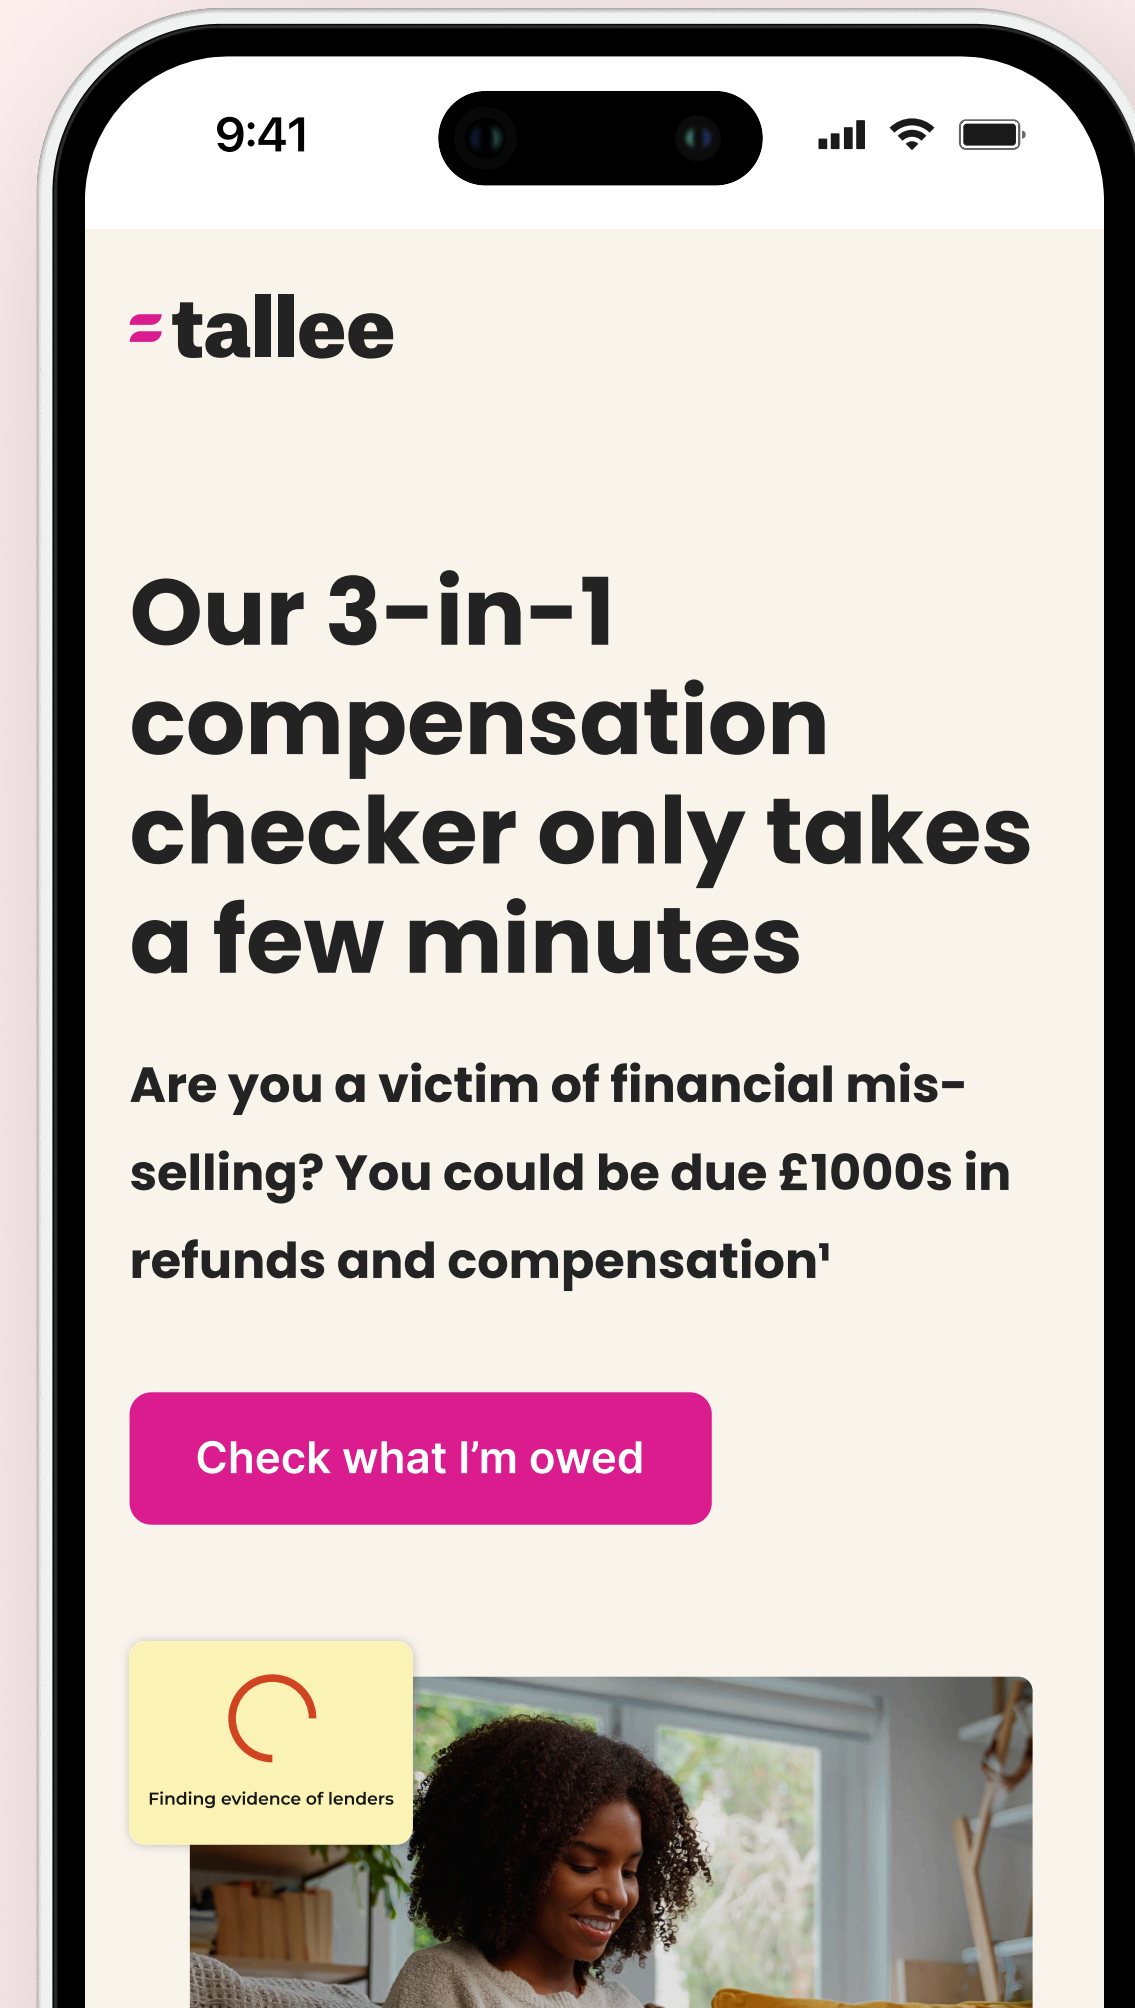 9:41
tallee
Our 3-in-1
compensation
checker only takes
a few minutes
Are you a victim of financial mis-
selling? You could be due £1000s in
refunds and compensation¹
Check what I’m owed
Finding evidence of lenders